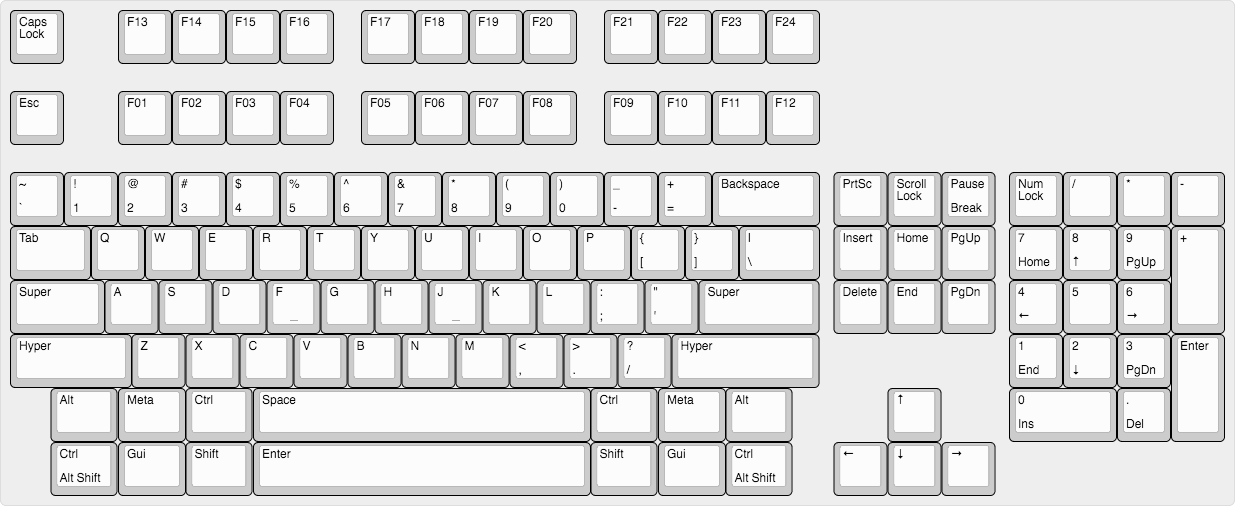 Caps Lock F13 F14 F15 F16 F17 F18 F19 F20 F21 F22 F23 F24
Esc F01 F02 F03 F04 F05 F06 F07 F08 F09 F10 F11 F12
~ ! @ # $ % ^ & * ( ) _ + Backspace PrtSc Scroll Lock Pause Num Lock / * -
` 1 2 3 4 5 6 7 8 9 0 - = Break
Tab Q W E R T Y U I O P { } | Insert Home PgUp 7 8 9 +
[ ] \ Home ↑ PgUp
Super A S D F G H J K L : " Super Delete End PgDn 4 5 6
_ _ ; ' ← →
Hyper Z X C V B N M < > ? Hyper 1 2 3 Enter
, . / End ↓ PgDn
Alt Meta Ctrl Space Ctrl Meta Alt ↑ 0 .
Ins Del
Ctrl Gui Shift Enter Shift Gui Ctrl ← ↓ →
Alt Shift Alt Shift